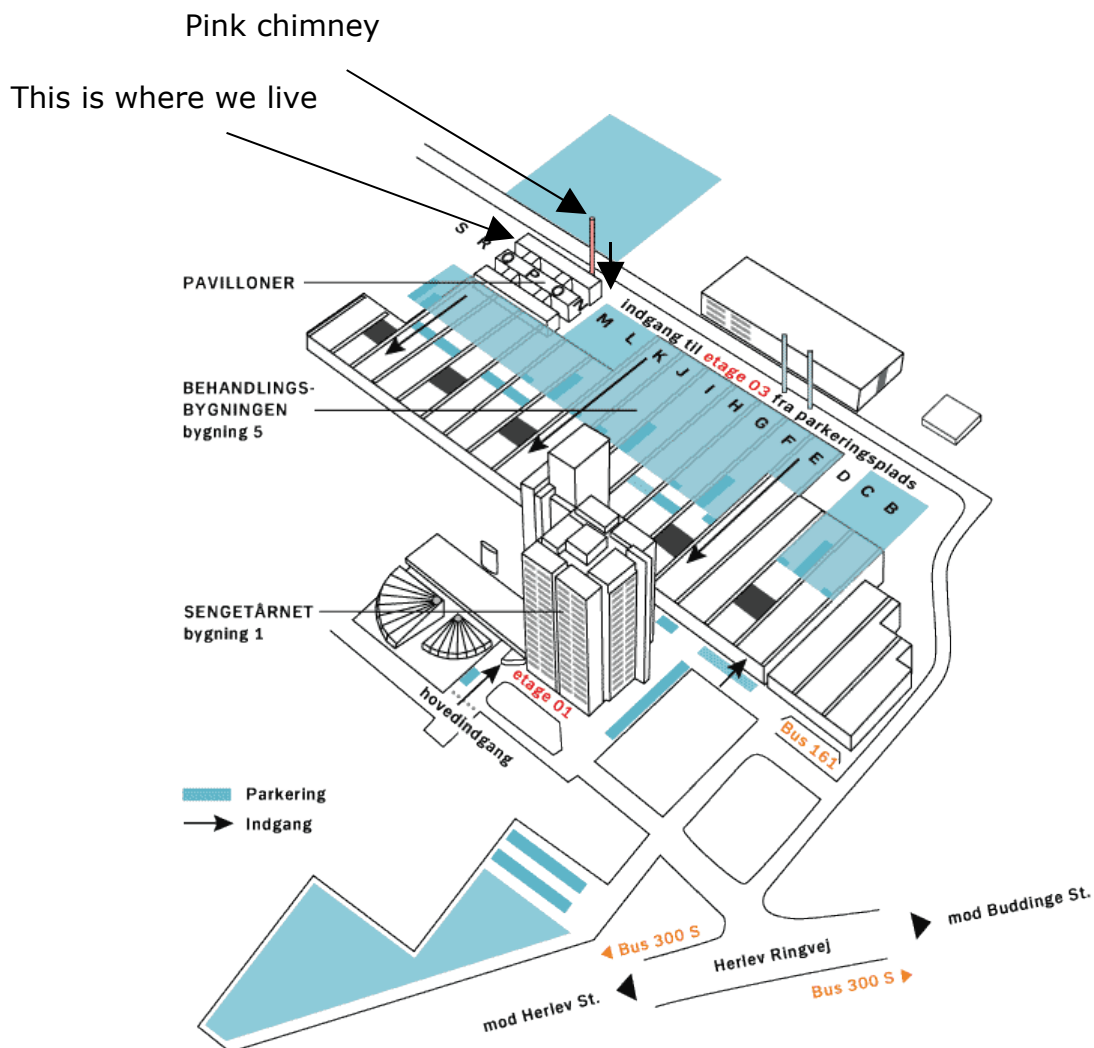 Pink chimney
This is where we live
S R Q P O N
PAVILLONER
M L K J I H G F E D C B
indgang til etage 03 fra parkeringsplads
BEHANDLINGS-
BYGNINGEN
bygning 5
SENGETÅRNET
bygning 1
etage 01
hovedindgang
Bus 161
Parkering
Indgang
mod Buddinge St.
Bus 300 S
Herlev Ringvej
Bus 300 S
mod Herlev St.